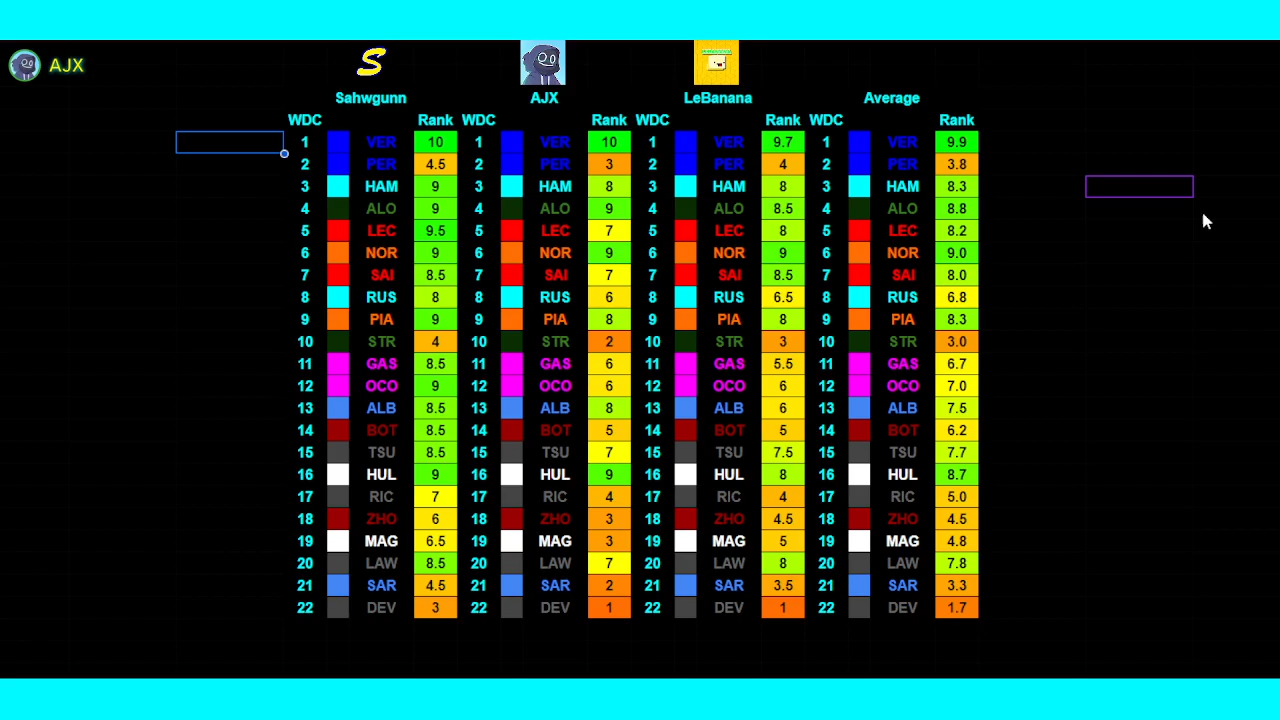 AJX
S
Sahwgunn AJX LeBanana Average
WDC Rank WDC Rank WDC Rank WDC Rank
1 VER 10 1 VER 10 1 VER 9.7 1 VER 9.9
2 PER 4.5 2 PER 3 2 PER 4 2 PER 3.8
3 HAM 9 3 HAM 8 3 HAM 8 3 HAM 8.3
4 ALO 9 4 ALO 9 4 ALO 8.5 4 ALO 8.8
5 LEC 9.5 5 LEC 7 5 LEC 8 5 LEC 8.2
6 NOR 9 6 NOR 9 6 NOR 9 6 NOR 9.0
7 SAI 8.5 7 SAI 7 7 SAI 8.5 7 SAI 8.0
8 RUS 8 8 RUS 6 8 RUS 6.5 8 RUS 6.8
9 PIA 9 9 PIA 8 9 PIA 8 9 PIA 8.3
10 STR 4 10 STR 2 10 STR 3 10 STR 3.0
11 GAS 8.5 11 GAS 6 11 GAS 5.5 11 GAS 6.7
12 OCO 9 12 OCO 6 12 OCO 6 12 OCO 7.0
13 ALB 8.5 13 ALB 8 13 ALB 6 13 ALB 7.5
14 BOT 8.5 14 BOT 5 14 BOT 5 14 BOT 6.2
15 TSU 8.5 15 TSU 7 15 TSU 7.5 15 TSU 7.7
16 HUL 9 16 HUL 9 16 HUL 8 16 HUL 8.7
17 RIC 7 17 RIC 4 17 RIC 4 17 RIC 5.0
18 ZHO 6 18 ZHO 3 18 ZHO 4.5 18 ZHO 4.5
19 MAG 6.5 19 MAG 3 19 MAG 5 19 MAG 4.8
20 LAW 8.5 20 LAW 7 20 LAW 8 20 LAW 7.8
21 SAR 4.5 21 SAR 2 21 SAR 3.5 21 SAR 3.3
22 DEV 3 22 DEV 1 22 DEV 1 22 DEV 1.7